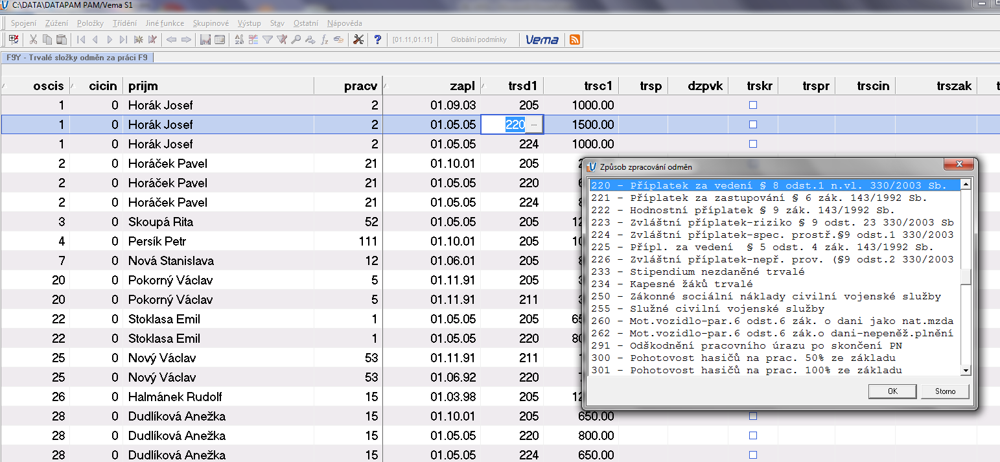 C:\DATA\DATAPAM PAM/Vema S1
Spojení Zúžení Položky Třídění Jiné funkce Skupinové Výstup Stav Ostatní Nápověda
[01.11,01.11] Globální podmínky Vema
F9Y - Trvalé složky odměn za práci F9
oscis cicin prijm pracv zapl trsd1 trsc1 trsp dzpvk trskr trspr trscin trszak
1 0 Horák Josef 2 01.09.03 205 1000.00
1 0 Horák Josef 2 01.05.05 220 ... 1500.00
1 0 Horák Josef 2 01.05.05 224 1000.00
2 0 Horáček Pavel 21 01.10.01 205
2 0 Horáček Pavel 21 01.05.05 220
2 0 Horáček Pavel 21 01.05.05 224
3 0 Skoupá Rita 52 01.05.05 205
4 0 Persík Petr 111 01.10.01 205
7 0 Nová Stanislava 12 01.06.01 205
20 0 Pokorný Václav 5 01.11.91 205
20 0 Pokorný Václav 5 01.11.91 211
22 0 Stoklasa Emil 1 01.05.05 205
22 0 Stoklasa Emil 1 01.05.05 220
25 0 Nový Václav 53 01.11.91 211
25 0 Nový Václav 53 01.06.92 220
26 0 Halmánek Rudolf 15 01.03.98 205
28 0 Dudlíková Anežka 15 01.10.01 205 650.00
28 0 Dudlíková Anežka 15 01.05.05 220 800.00
28 0 Dudlíková Anežka 15 01.05.05 224 650.00
Způsob zpracování odměn
220 - Příplatek za vedení § 8 odst.1 n.vl. 330/2003 Sb.
221 - Příplatek za zastupování § 6 zák. 143/1992 Sb.
222 - Hodnostní příplatek § 9 zák. 143/1992 Sb.
223 - Zvláštní příplatek-riziko § 9 odst. 23 330/2003 Sb
224 - Zvláštní příplatek-spec. prostř.§9 odst.1 330/2003
225 - Přípl. za vedení § 5 odst. 4 zák. 143/1992 Sb.
226 - Zvláštní příplatek-nepř. prov. (§9 odst.2 330/2003
233 - Stipendium nezdaněné trvalé
234 - Kapesné žáků trvalé
250 - Zákonné sociální náklady civilní vojenské služby
255 - Služné civilní vojenské služby
260 - Mot.vozidlo-par.6 odst.6 zák. o dani jako nat.mzda
262 - Mot.vozidlo-par.6 odst.6 zák.o dani-nepeněž.plnění
291 - Odškodnění pracovního úrazu po skončení PN
300 - Pohotovost hasičů na prac. 50% ze základu
301 - Pohotovost hasičů na prac. 100% ze základu
OK Storno